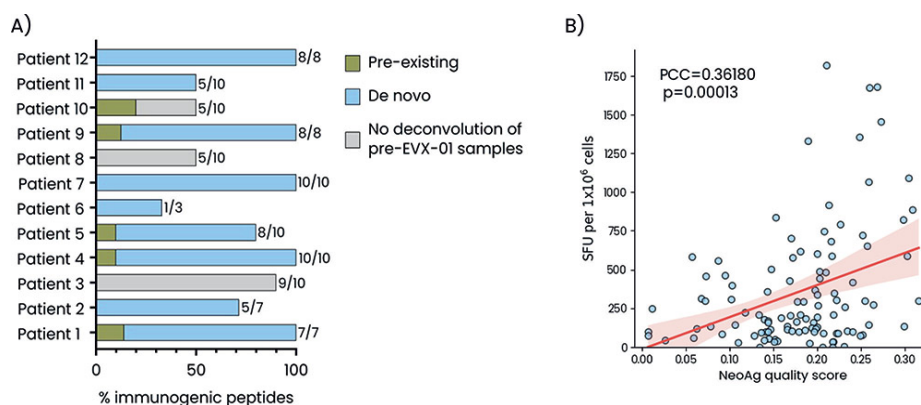 A)
Patient 12
8/8
Patient 11
5/10
Patient 10
5/10
Patient 9
8/8
Patient 8
5/10
Patient 7
10/10
Patient 6
1/3
Patient 5
8/10
Patient 4
10/10
Patient 3
9/10
Patient 2
5/7
Patient 1
7/7
0 50 100
% immunogenic peptides
Pre-existing
De novo
No deconvolution of
pre-EVX-01 samples
B)
PCC=0.36180
p=0.00013
SFU per 1x10⁶ cells
1750
1500
1250
1000
750
500
250
0
0.00 0.05 0.10 0.15 0.20 0.25 0.30
NeoAg quality score